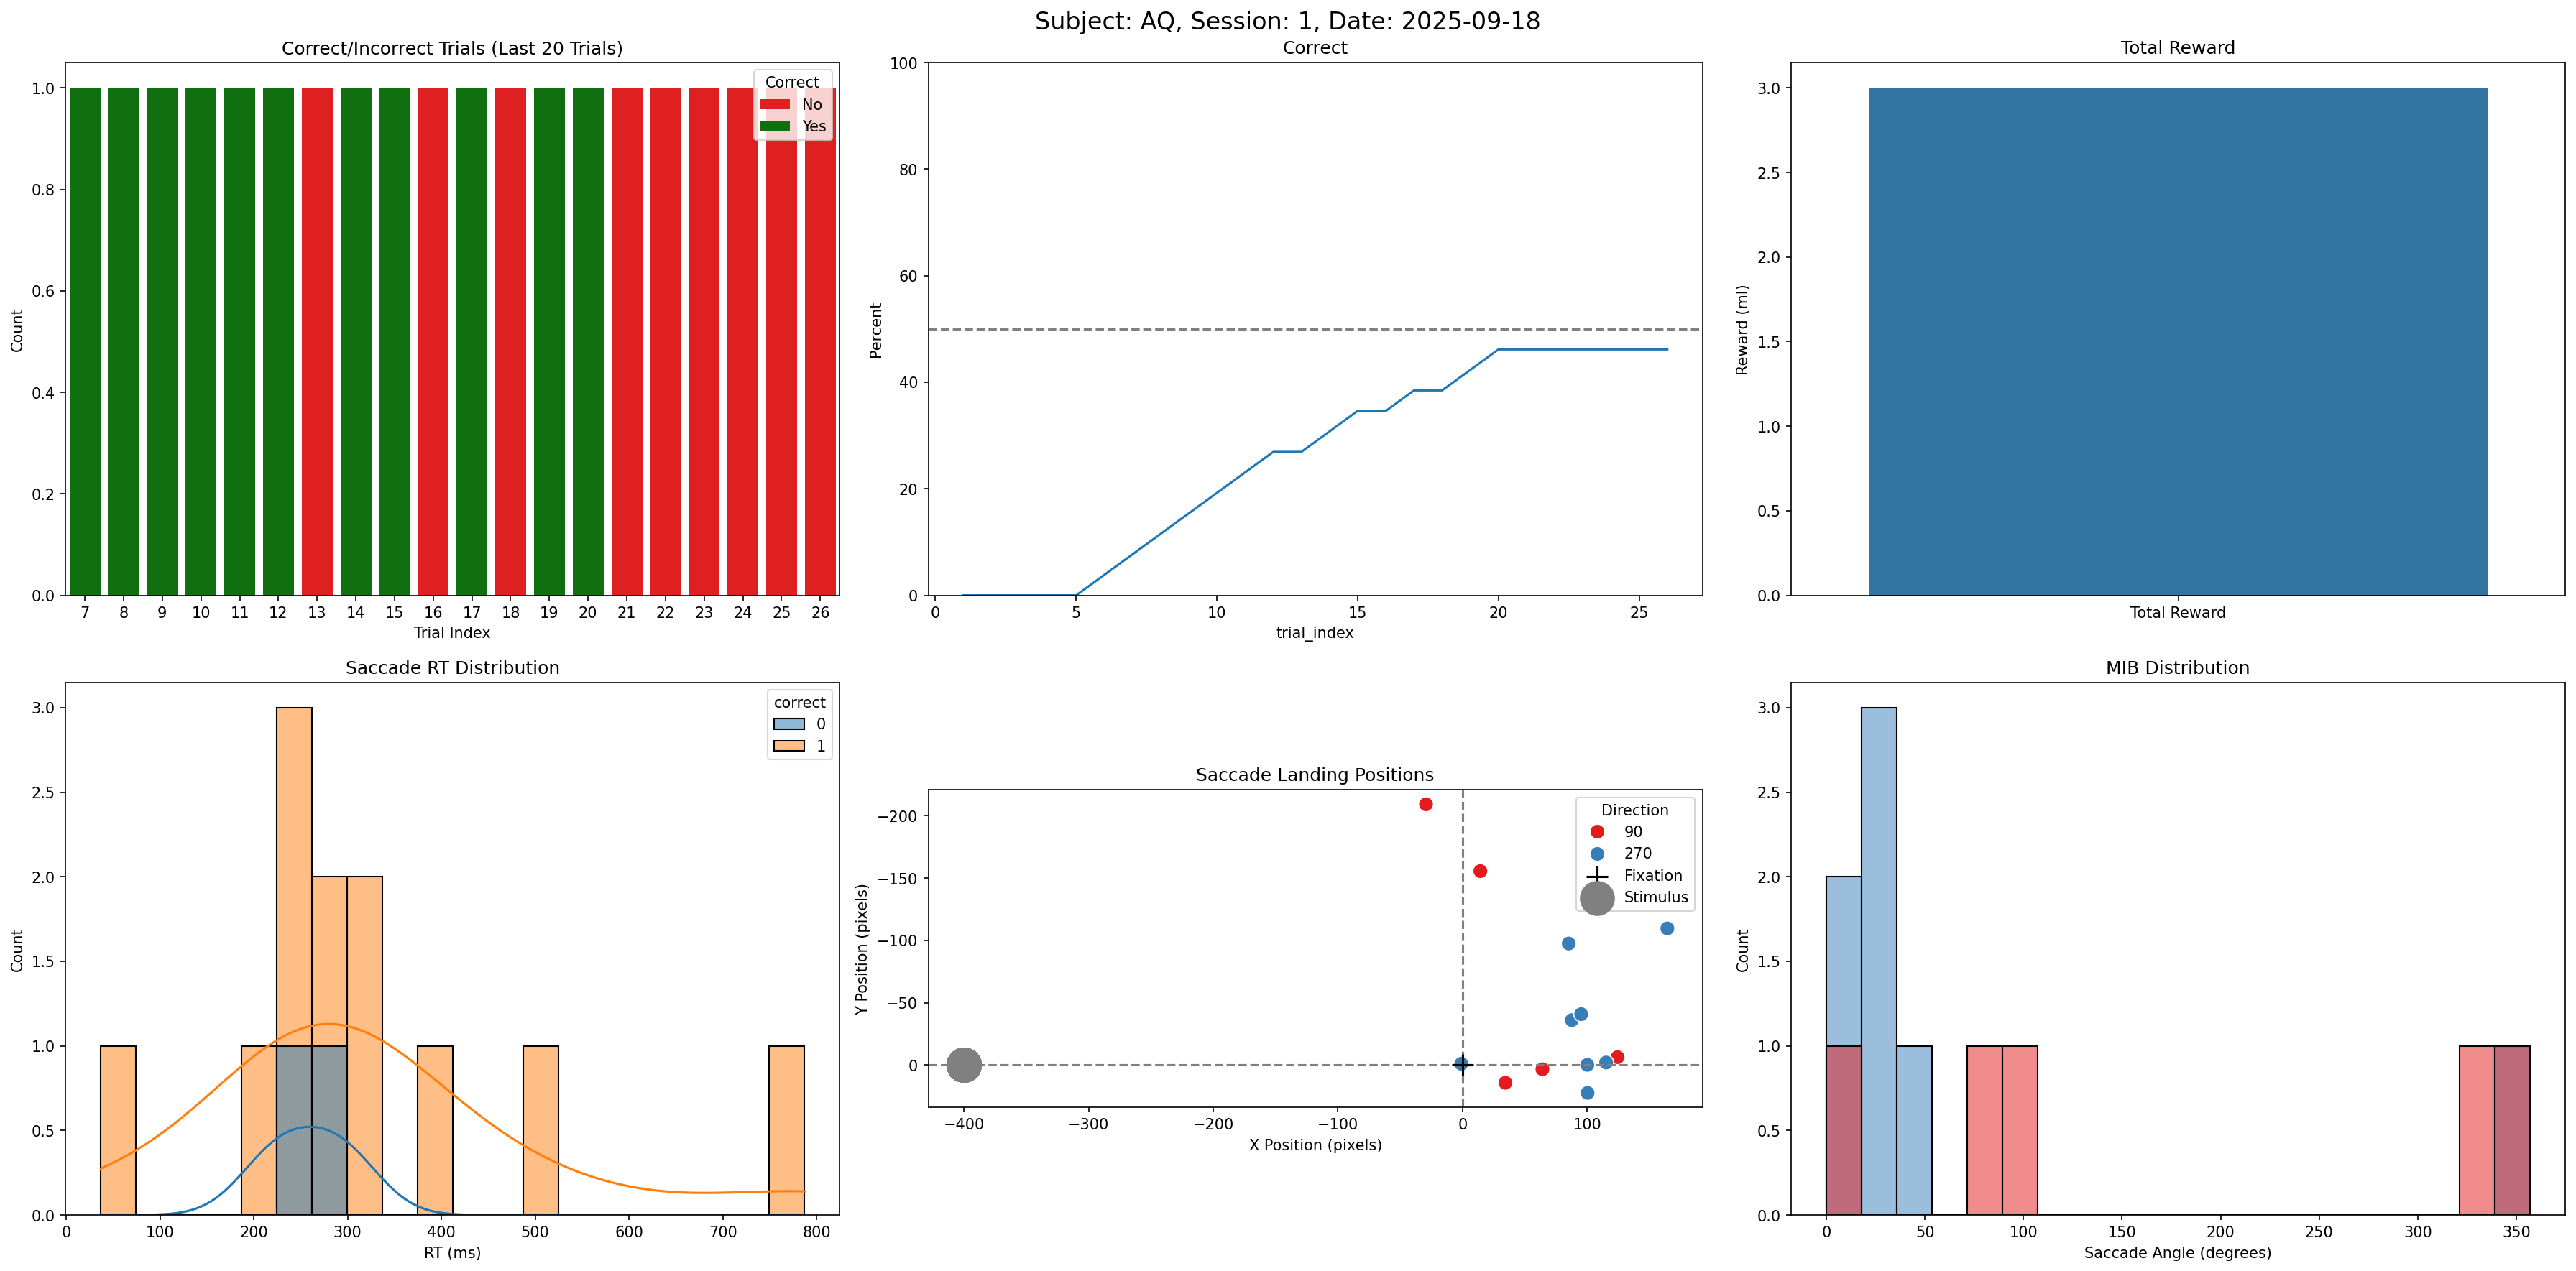 Subject: AQ, Session: 1, Date: 2025-09-18
Correct/Incorrect Trials (Last 20 Trials)
Count
1.0
0.8
0.6
0.4
0.2
0.0
Correct
No
Yes
7 8 9 10 11 12 13 14 15 16 17 18 19 20 21 22 23 24 25 26
Trial Index
Correct
Percent
100
80
60
40
20
0
0 5 10 15 20 25
trial_index
Total Reward
Reward (ml)
3.0
2.5
2.0
1.5
1.0
0.5
0.0
Total Reward
Saccade RT Distribution
Count
3.0
2.5
2.0
1.5
1.0
0.5
0.0
correct
0
1
0 100 200 300 400 500 600 700 800
RT (ms)
Saccade Landing Positions
Y Position (pixels)
−200
−150
−100
−50
0
Direction
90
270
Fixation
Stimulus
−400 −300 −200 −100 0 100
X Position (pixels)
MIB Distribution
Count
3.0
2.5
2.0
1.5
1.0
0.5
0.0
0 50 100 150 200 250 300 350
Saccade Angle (degrees)